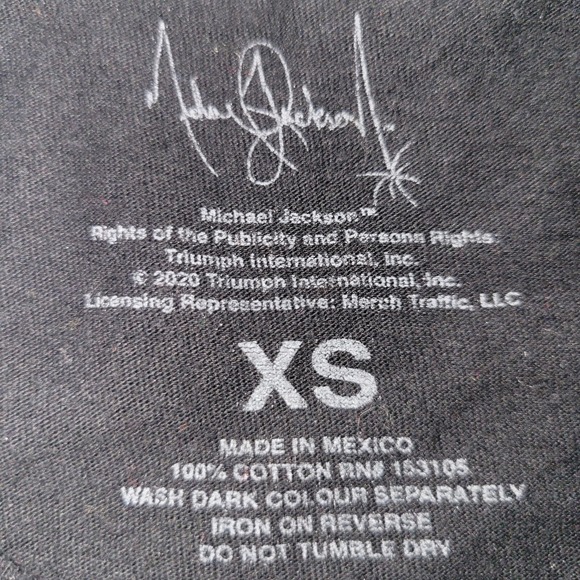 Michael Jackson
Michael Jackson™
Rights of the Publicity and Persona Rights:
Triumph International, Inc.
© 2020 Triumph International, Inc.
Licensing Representative: Merch Traffic, LLC
XS
MADE IN MEXICO
100% COTTON RN# 153105
WASH DARK COLOUR SEPARATELY
IRON ON REVERSE
DO NOT TUMBLE DRY